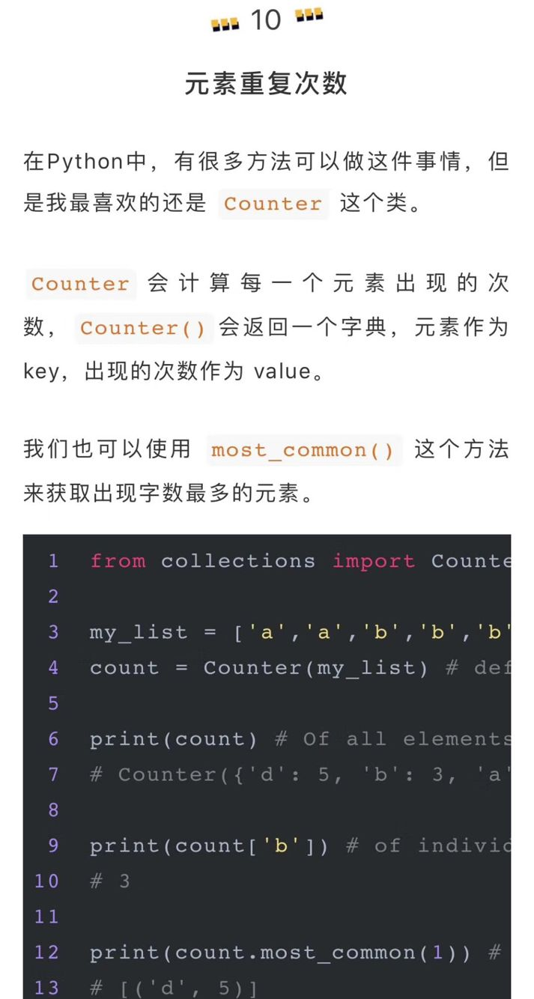 10
元素重复次数
在Python中，有很多方法可以做这件事情，但
是我最喜欢的还是 Counter 这个类。
Counter 会计算每一个元素出现的次
数， Counter() 会返回一个字典，元素作为
key，出现的次数作为 value。
我们也可以使用 most_common() 这个方法
来获取出现字数最多的元素。
1 from collections import Counte
2
3 my_list = ['a','a','b','b','b'
4 count = Counter(my_list) # def
5
6 print(count) # Of all elements
7 # Counter({'d': 5, 'b': 3, 'a'
8
9 print(count['b']) # of individ
10 # 3
11
12 print(count.most_common(1)) #
13 # [('d', 5)]